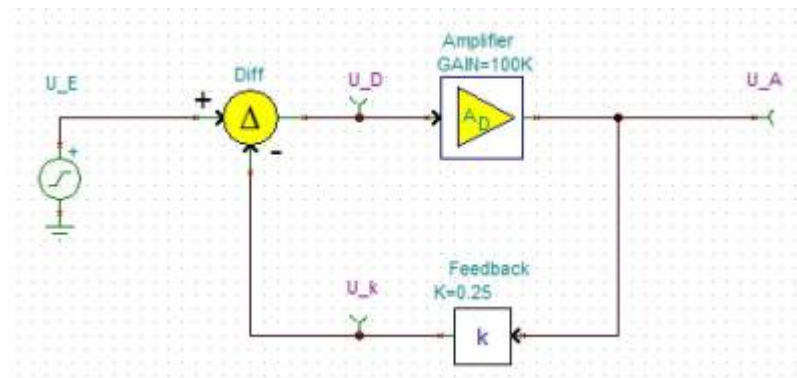 Amplifier
GAIN=100K
U_E
Diff
U_D
U_A
+
Δ
A_D
+
-
Feedback
K=0.25
U_k
k